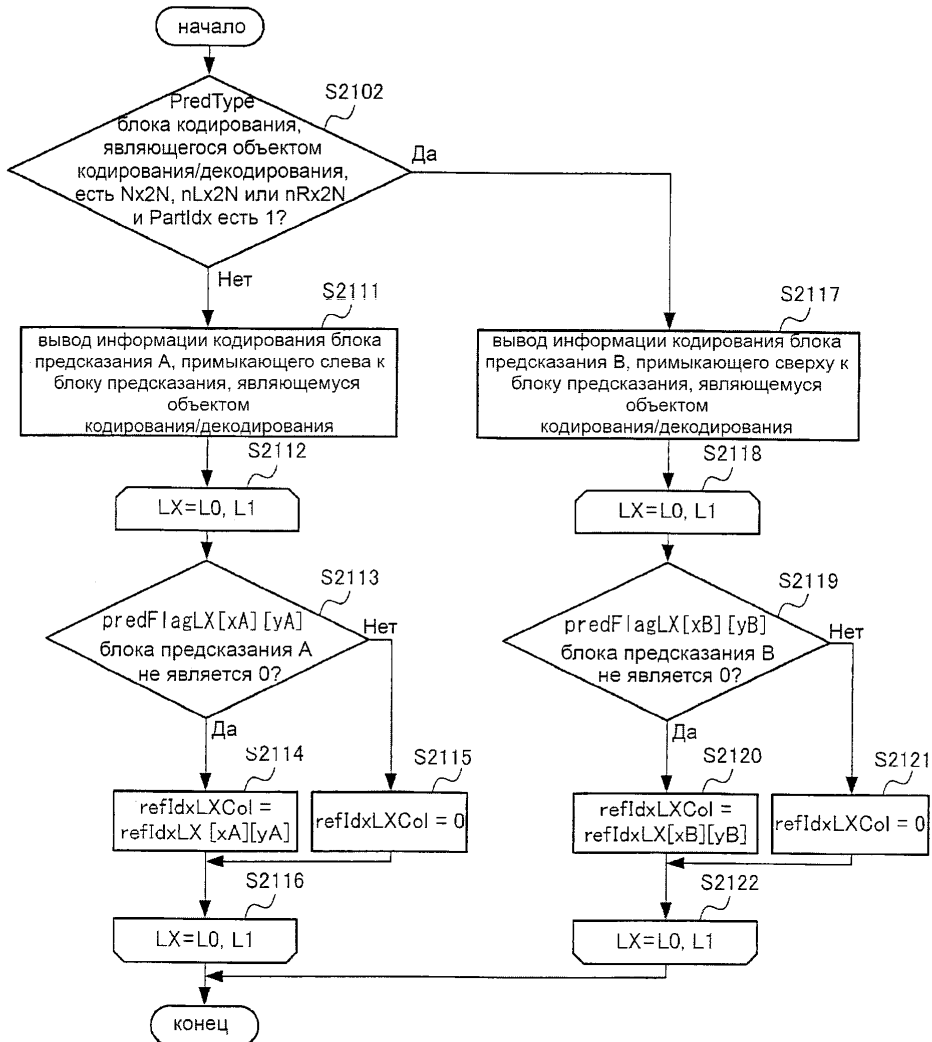 начало
S2102
PredType
блока кодирования,
являющегося объектом
кодирования/декодирования,
есть Nx2N, nLx2N или nRx2N
и PartIdx есть 1?
Да
Нет
S2111
вывод информации кодирования блока
предсказания A, примыкающего слева к
блоку предсказания, являющемуся
объектом
кодирования/декодирования
S2117
вывод информации кодирования блока
предсказания B, примыкающего сверху к
блоку предсказания, являющемуся
объектом
кодирования/декодирования
S2112
LX=L0, L1
S2118
LX=L0, L1
S2113
predFlagLX[xA][yA]
блока предсказания A
не является 0?
Нет
Да
S2119
predFlagLX[xB][yB]
блока предсказания B
не является 0?
Нет
Да
S2114
refIdxLXCol =
refIdxLX [xA][yA]
S2115
refIdxLXCol = 0
S2120
refIdxLXCol =
refIdxLX[xB][yB]
S2121
refIdxLXCol = 0
S2116
LX=L0, L1
S2122
LX=L0, L1
конец